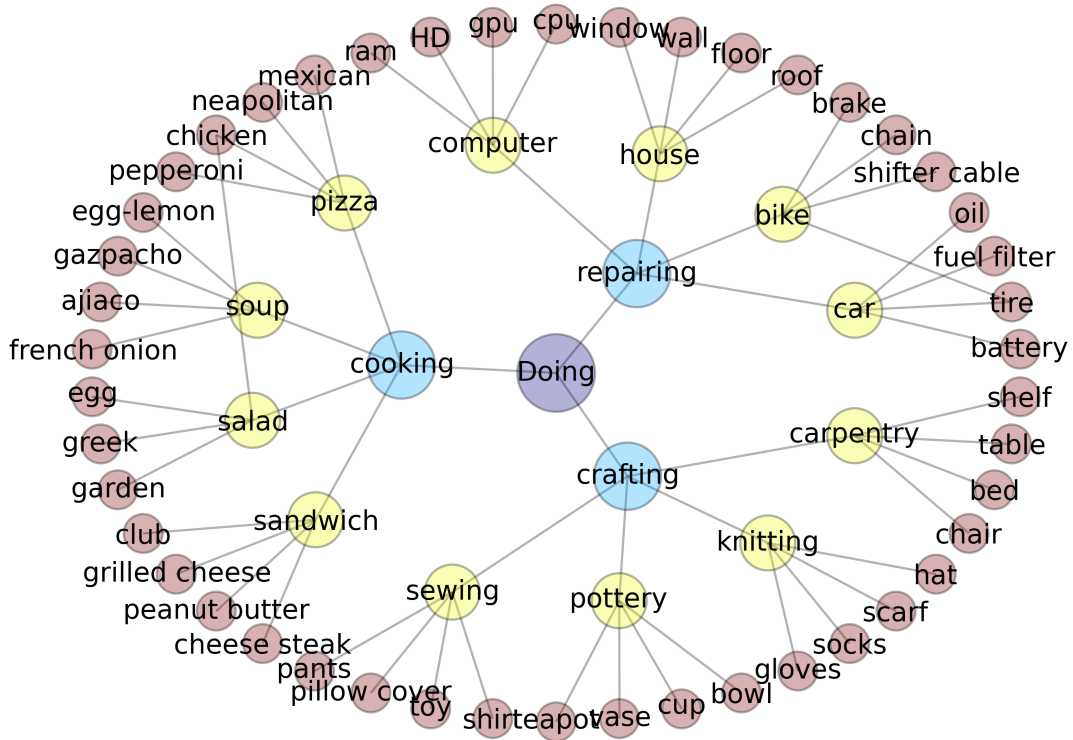 cpu
gpu
window
HD
wall
ram
floor
mexican
roof
neapolitan
brake
chicken
computer
chain
house
pepperoni
shifter cable
pizza
egg-lemon
bike
oil
gazpacho
fuel filter
repairing
ajiaco
soup
car
tire
french onion
battery
cooking
Doing
egg
shelf
salad
carpentry
greek
table
crafting
garden
bed
sandwich
club
chair
knitting
grilled cheese
hat
sewing
pottery
peanut butter
scarf
cheese steak
socks
pants
gloves
pillow cover
bowl
toy
cup
shirt
teapot
vase